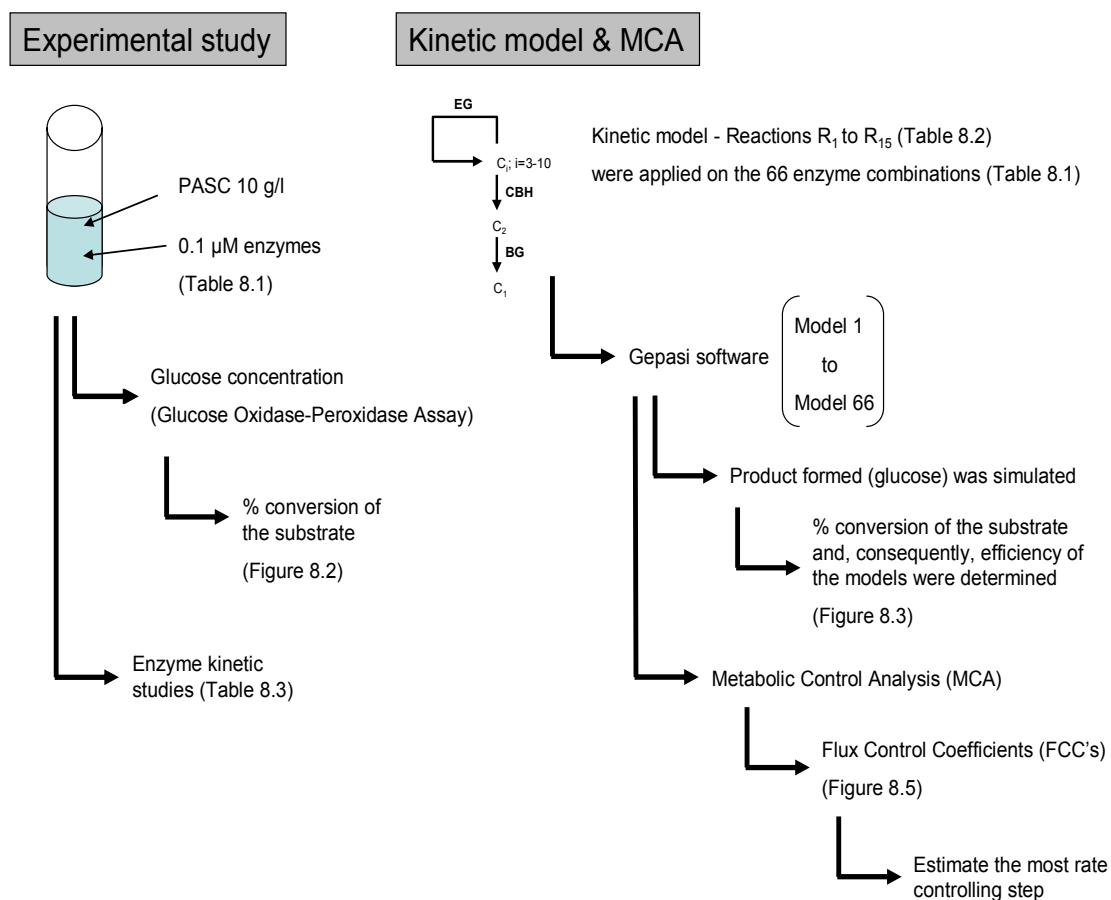 Experimental study
PASC 10 g/l
0.1 µM enzymes
(Table 8.1)
Glucose concentration
(Glucose Oxidase-Peroxidase Assay)
% conversion of
the substrate
(Figure 8.2)
Enzyme kinetic
studies (Table 8.3)
Kinetic model & MCA
EG
Cᵢ; i=3-10
CBH
C₂
BG
C₁
Kinetic model - Reactions R₁ to R₁₅ (Table 8.2)
were applied on the 66 enzyme combinations (Table 8.1)
Gepasi software
Model 1
to
Model 66
Product formed (glucose) was simulated
% conversion of the substrate
and, consequently, efficiency of
the models were determined
(Figure 8.3)
Metabolic Control Analysis (MCA)
Flux Control Coefficients (FCC's)
(Figure 8.5)
Estimate the most rate
controlling step